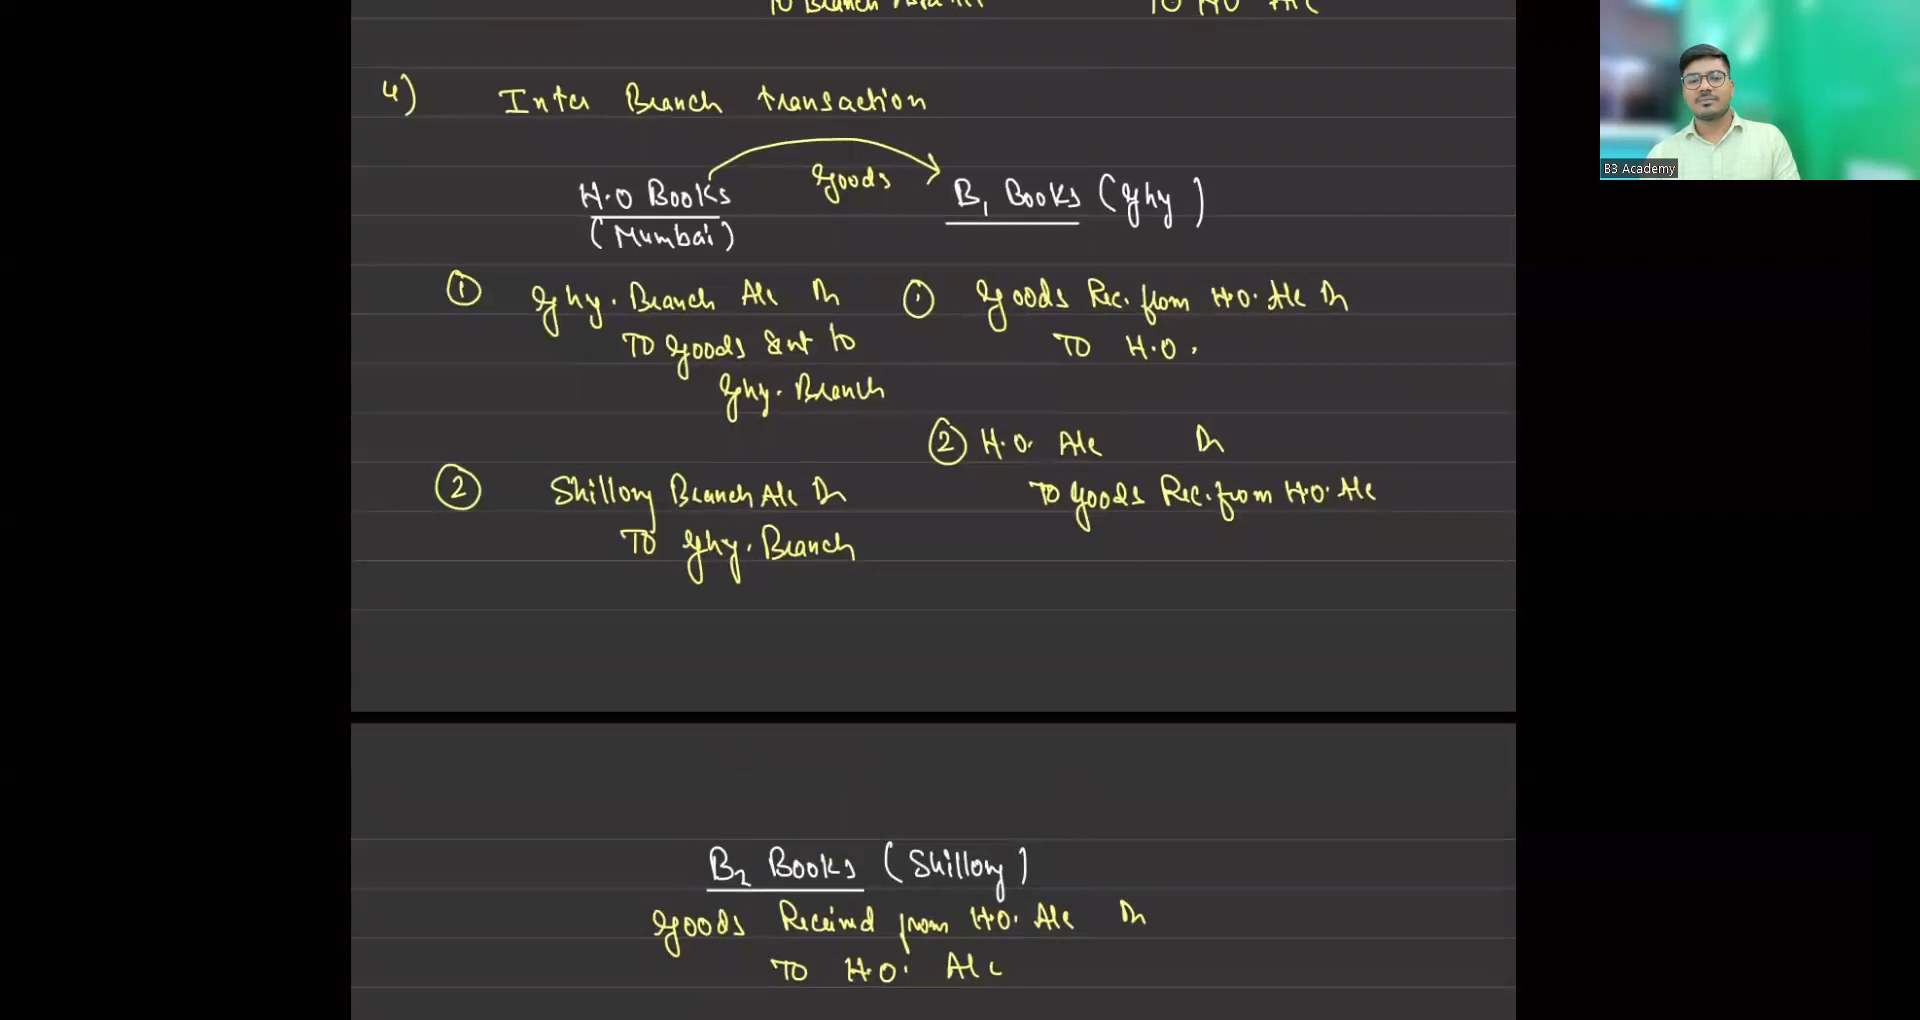 4) Inter Branch transaction
H.O Books
(Mumbai)
Goods
B1 Books (Ghy)
① Ghy. Branch A/c Dr
To Goods sent to
Ghy. Branch
① Goods Rec. from H.O. A/c Dr
To H.O.
② Shillong Branch A/c Dr
To Ghy. Branch
② H.O. A/c Dr
To Goods Rec. from H.O. A/c
B2 Books (Shillong)
Goods Received from H.O. A/c Dr
To H.O. A/c
B3 Academy